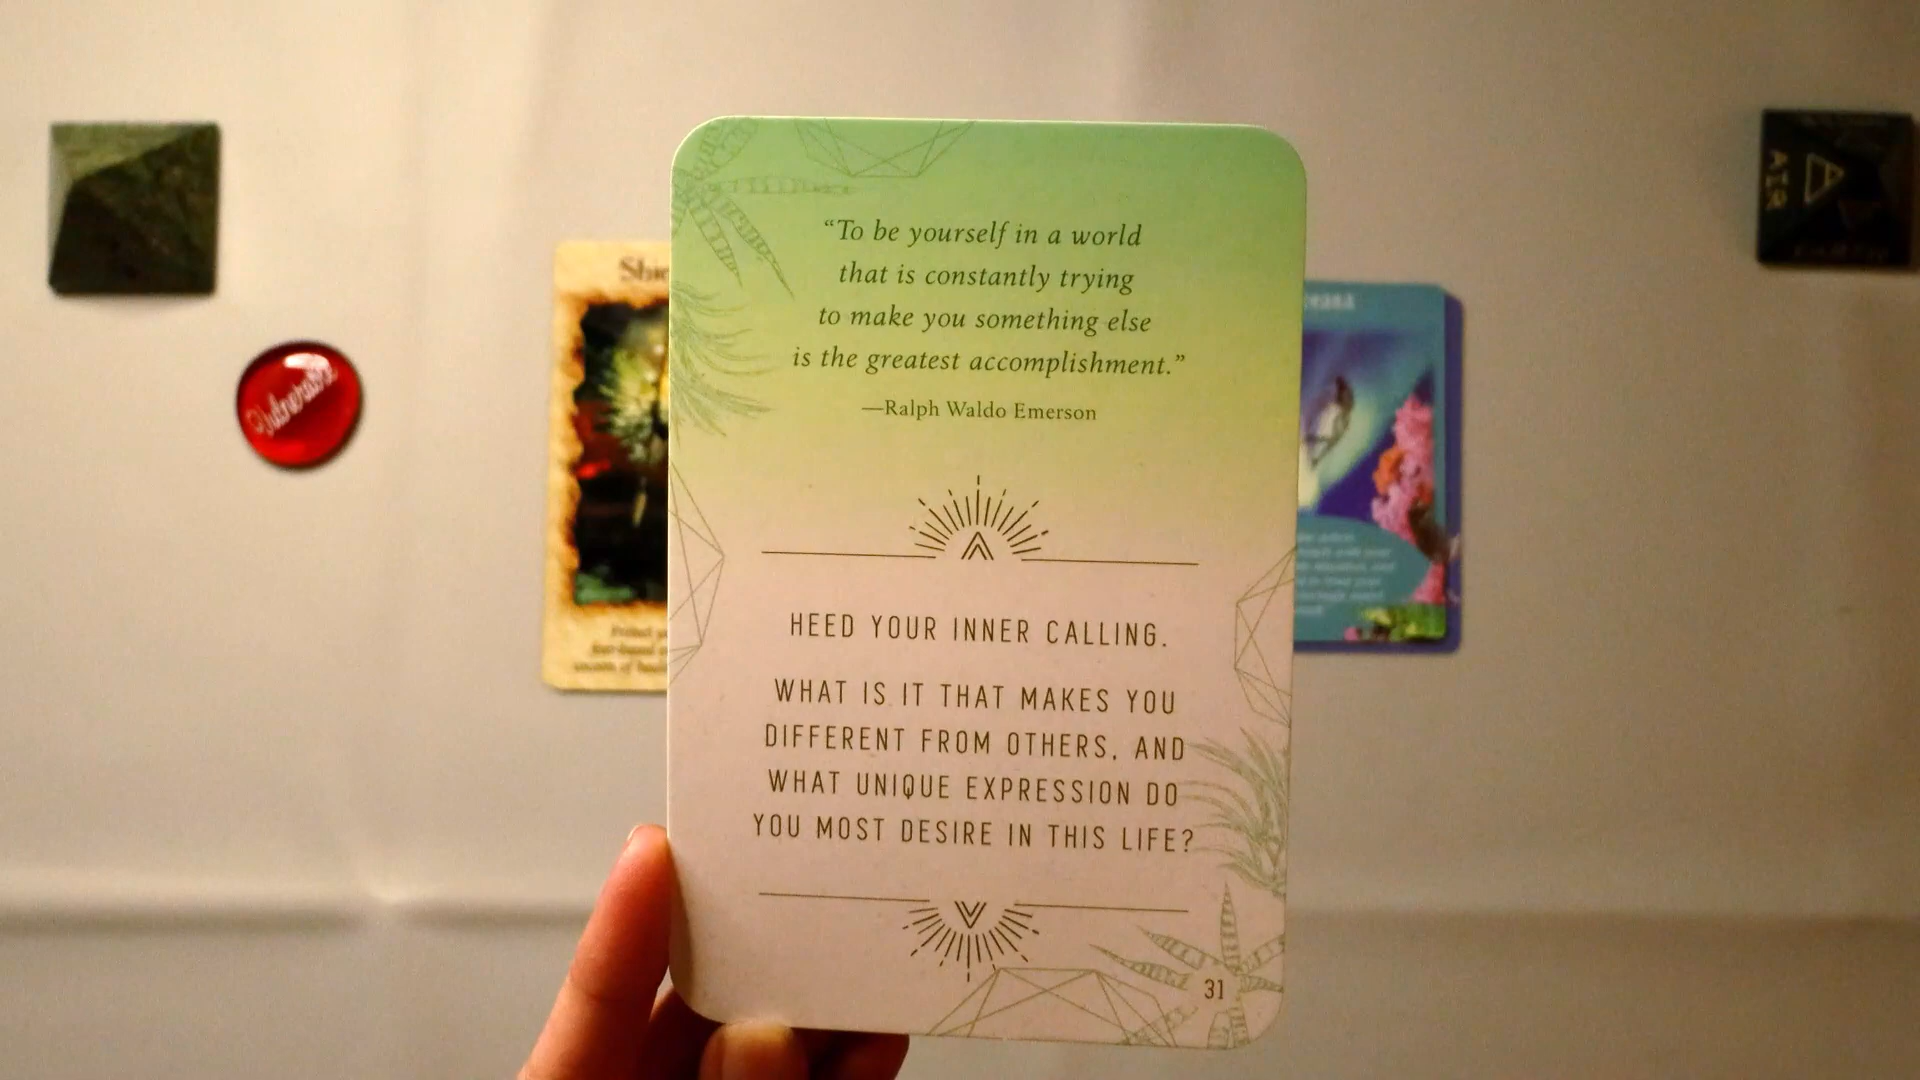 “To be yourself in a world
that is constantly trying
to make you something else
is the greatest accomplishment.”
—Ralph Waldo Emerson
HEED YOUR INNER CALLING.
WHAT IS IT THAT MAKES YOU
DIFFERENT FROM OTHERS, AND
WHAT UNIQUE EXPRESSION DO
YOU MOST DESIRE IN THIS LIFE?
31
Vulnerable
AIR